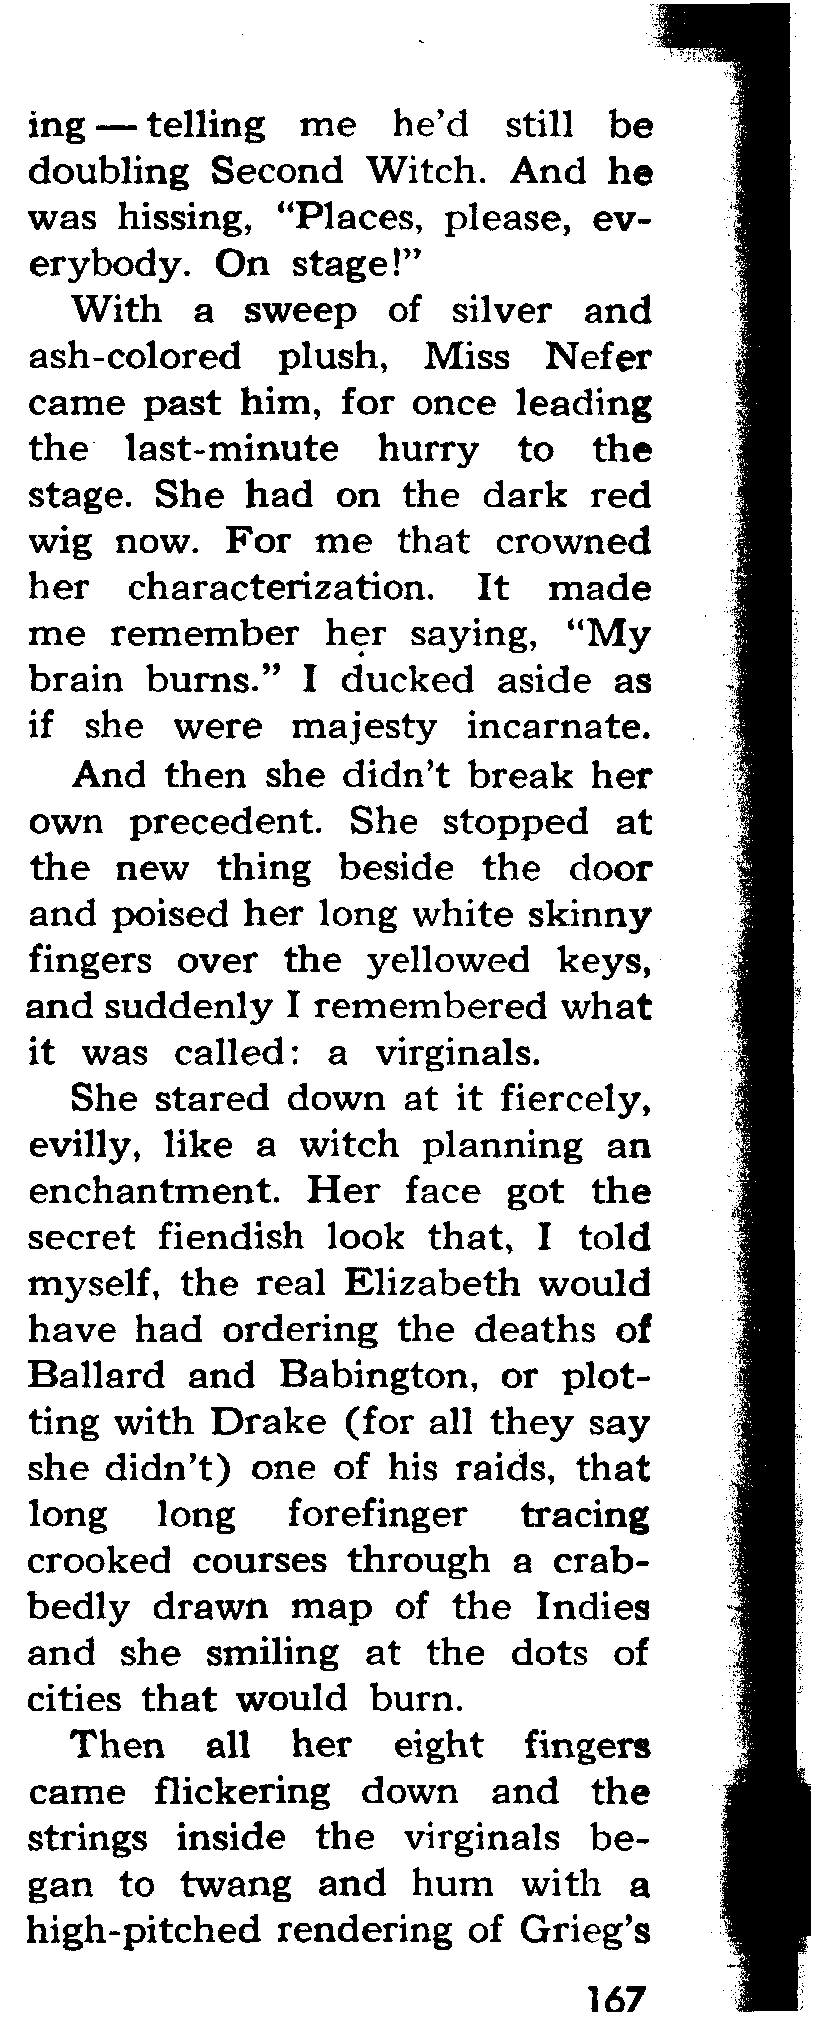 ing — telling me he'd still be
doubling Second Witch. And he
was hissing, “Places, please, ev-
erybody. On stage!”
With a sweep of silver and
ash-colored plush, Miss Nefer
came past him, for once leading
the last-minute hurry to the
stage. She had on the dark red
wig now. For me that crowned
her characterization. It made
me remember her saying, “My
brain burns.” I ducked aside as
if she were majesty incarnate.
And then she didn't break her
own precedent. She stopped at
the new thing beside the door
and poised her long white skinny
fingers over the yellowed keys,
and suddenly I remembered what
it was called: a virginals.
She stared down at it fiercely,
evilly, like a witch planning an
enchantment. Her face got the
secret fiendish look that, I told
myself, the real Elizabeth would
have had ordering the deaths of
Ballard and Babington, or plot-
ting with Drake (for all they say
she didn't) one of his raids, that
long long forefinger tracing
crooked courses through a crab-
bedly drawn map of the Indies
and she smiling at the dots of
cities that would burn.
Then all her eight fingers
came flickering down and the
strings inside the virginals be-
gan to twang and hum with a
high-pitched rendering of Grieg's
167